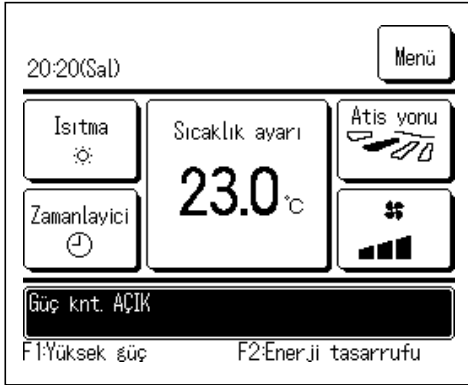 Menü
20:20(Sal)
Isıtma
Sıcaklık ayarı
23.0°C
Atis yonu
Zamanlayici
Güç knt. AÇIK
F1:Yüksek güç
F2:Enerji tasarrufu